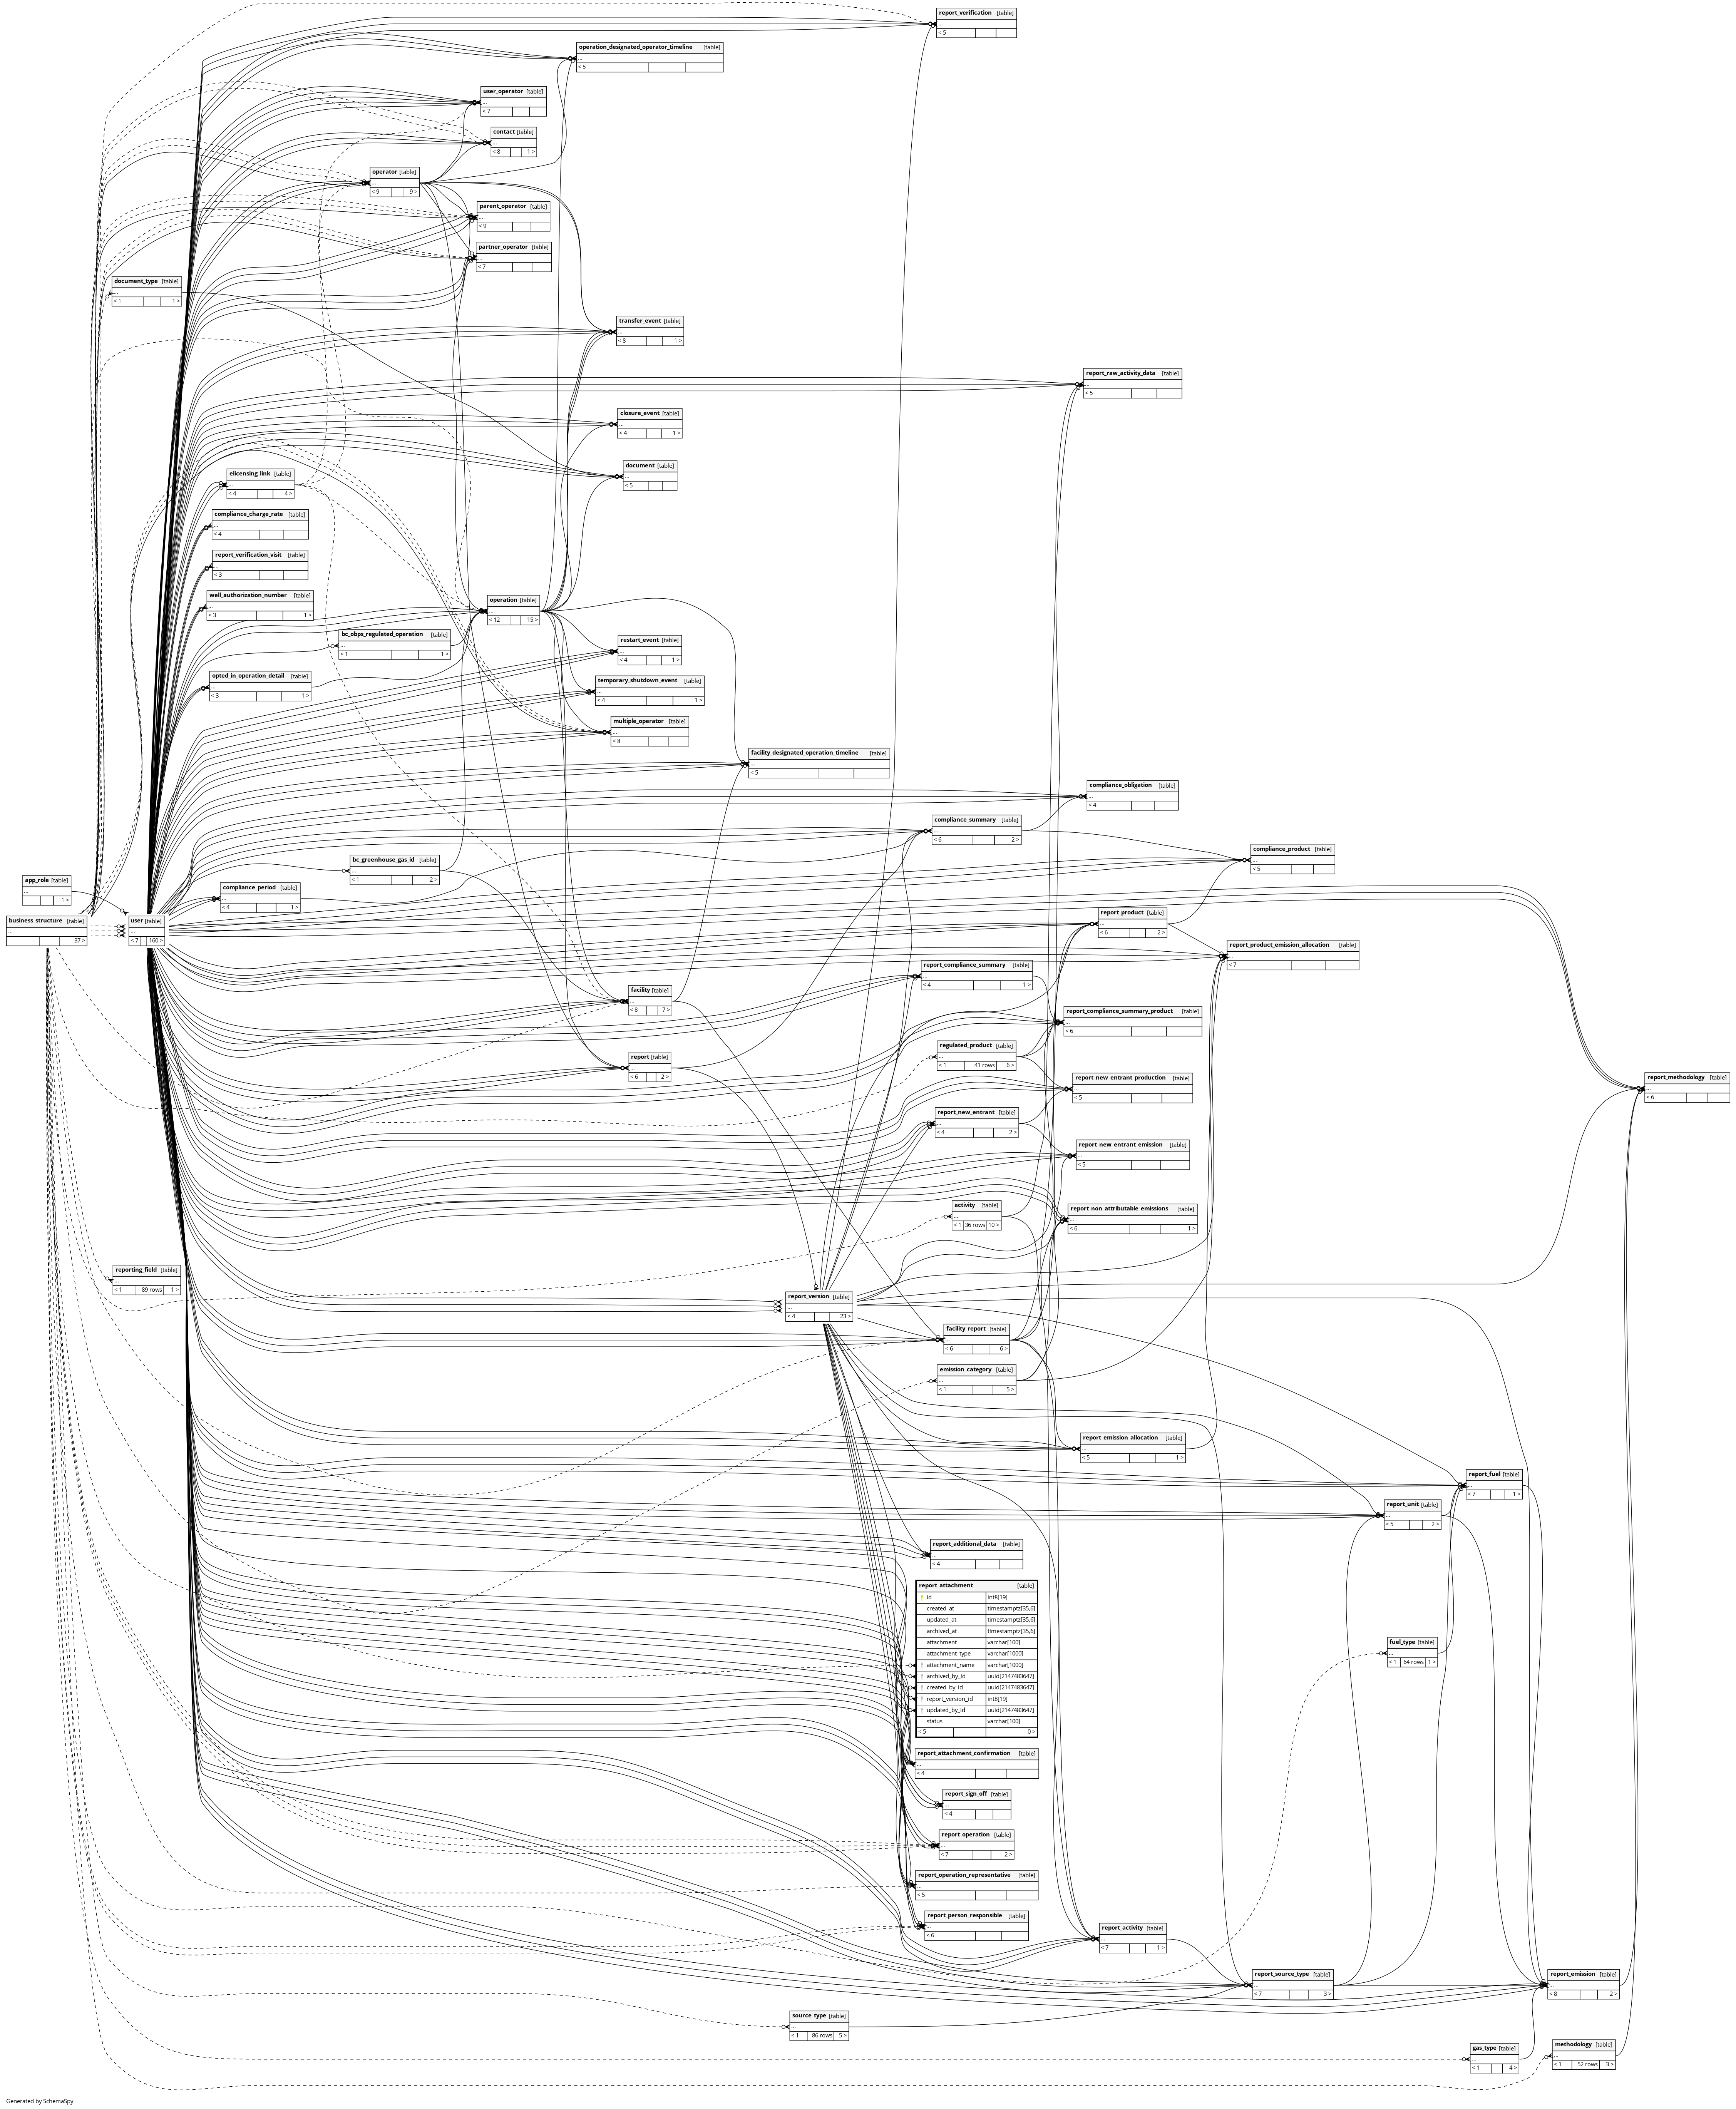 report_verification [table]
...
< 5
operation_designated_operator_timeline [table]
...
< 5
user_operator [table]
...
< 7
contact [table]
...
< 8 1 >
operator [table]
...
< 9 9 >
parent_operator [table]
...
< 9
partner_operator [table]
...
< 7
document_type [table]
...
< 1 1 >
transfer_event [table]
...
< 8 1 >
report_raw_activity_data [table]
...
< 5
closure_event [table]
...
< 4 1 >
document [table]
...
< 5
elicensing_link [table]
...
< 4 4 >
compliance_charge_rate [table]
...
< 4
report_verification_visit [table]
...
< 3
well_authorization_number [table]
...
< 3 1 >
operation [table]
...
< 12 15 >
bc_obps_regulated_operation [table]
...
< 1 1 >
restart_event [table]
...
< 4 1 >
opted_in_operation_detail [table]
...
< 3 1 >
temporary_shutdown_event [table]
...
< 4 1 >
multiple_operator [table]
...
< 8
facility_designated_operation_timeline [table]
...
< 5
compliance_obligation [table]
...
< 4
compliance_summary [table]
...
< 6 2 >
compliance_product [table]
...
< 5
bc_greenhouse_gas_id [table]
...
< 1 2 >
app_role [table]
...
1 >
compliance_period [table]
...
< 4 1 >
business_structure [table]
...
37 >
user [table]
...
< 7 160 >
report_product [table]
...
< 6 2 >
report_product_emission_allocation [table]
...
< 7
report_compliance_summary [table]
...
< 4 1 >
facility [table]
...
< 8 7 >
report_compliance_summary_product [table]
...
< 6
regulated_product [table]
...
< 1 41 rows 6 >
report [table]
...
< 6 2 >
report_new_entrant_production [table]
...
< 5
report_methodology [table]
...
< 6
report_new_entrant [table]
...
< 4 2 >
report_new_entrant_emission [table]
...
< 5
activity [table]
...
< 1 36 rows 10 >
report_non_attributable_emissions [table]
...
< 6 1 >
reporting_field [table]
...
< 1 89 rows 1 >
report_version [table]
...
< 4 23 >
facility_report [table]
...
< 6 6 >
emission_category [table]
...
< 1 5 >
report_emission_allocation [table]
...
< 5 1 >
report_fuel [table]
...
< 7 1 >
report_unit [table]
...
< 5 2 >
report_additional_data [table]
...
< 4
report_attachment [table]
id int8[19]
created_at timestamptz[35,6]
updated_at timestamptz[35,6]
archived_at timestamptz[35,6]
attachment varchar[100]
attachment_type varchar[1000]
attachment_name varchar[1000]
archived_by_id uuid[2147483647]
created_by_id uuid[2147483647]
report_version_id int8[19]
updated_by_id uuid[2147483647]
status varchar[100]
< 5 0 >
fuel_type [table]
...
< 1 64 rows 1 >
report_attachment_confirmation [table]
...
< 4
report_sign_off [table]
...
< 4
report_operation [table]
...
< 7 2 >
report_operation_representative [table]
...
< 5
report_person_responsible [table]
...
< 6
report_activity [table]
...
< 7 1 >
report_source_type [table]
...
< 7 3 >
report_emission [table]
...
< 8 2 >
source_type [table]
...
< 1 86 rows 5 >
gas_type [table]
...
< 1 4 >
methodology [table]
...
< 1 52 rows 3 >
Generated by SchemaSpy